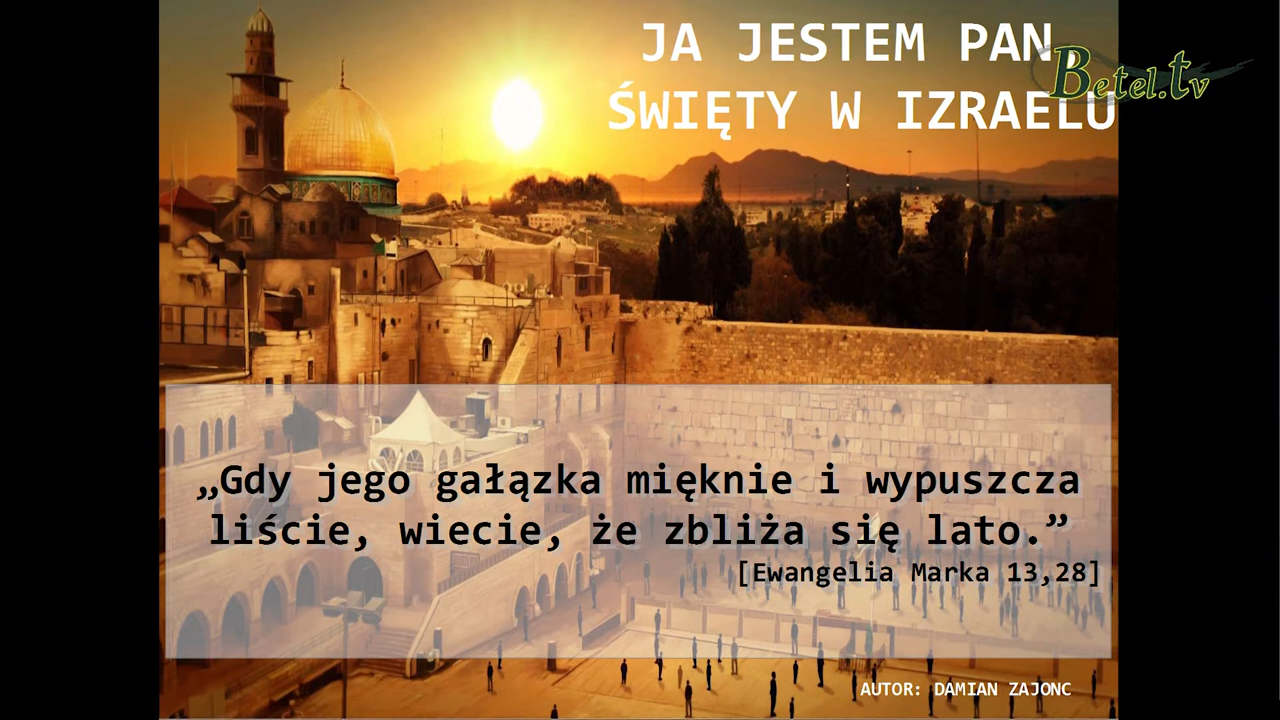 JA JESTEM PAN,
ŚWIĘTY W IZRAELU
Betel.tv
„Gdy jego gałązka mięknie i wypuszcza
liście, wiecie, że zbliża się lato.”
[Ewangelia Marka 13,28]
AUTOR: DAMIAN ZAJONC